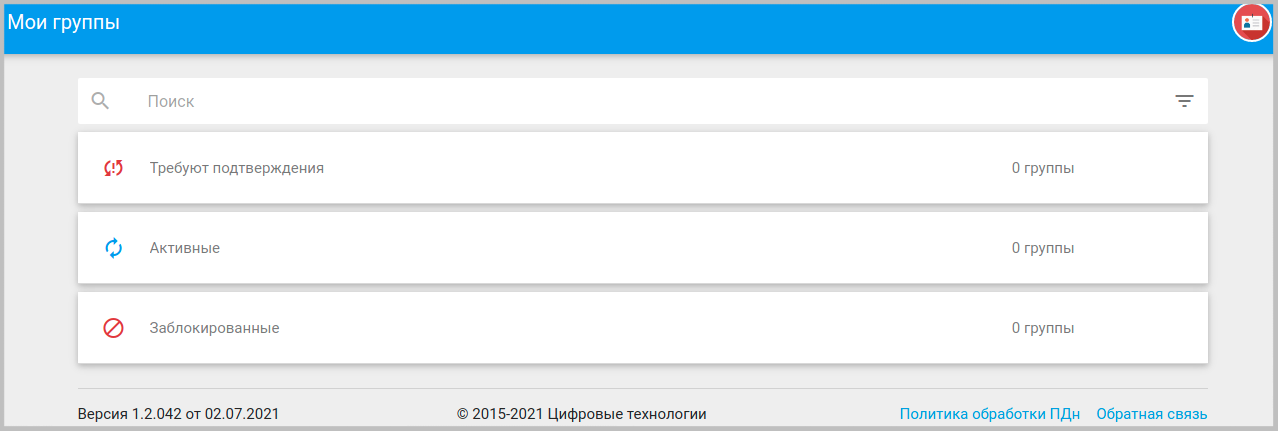 Мои группы
Поиск
Требуют подтверждения 0 группы
Активные 0 группы
Заблокированные 0 группы
Версия 1.2.042 от 02.07.2021 © 2015-2021 Цифровые технологии Политика обработки ПДн Обратная связь